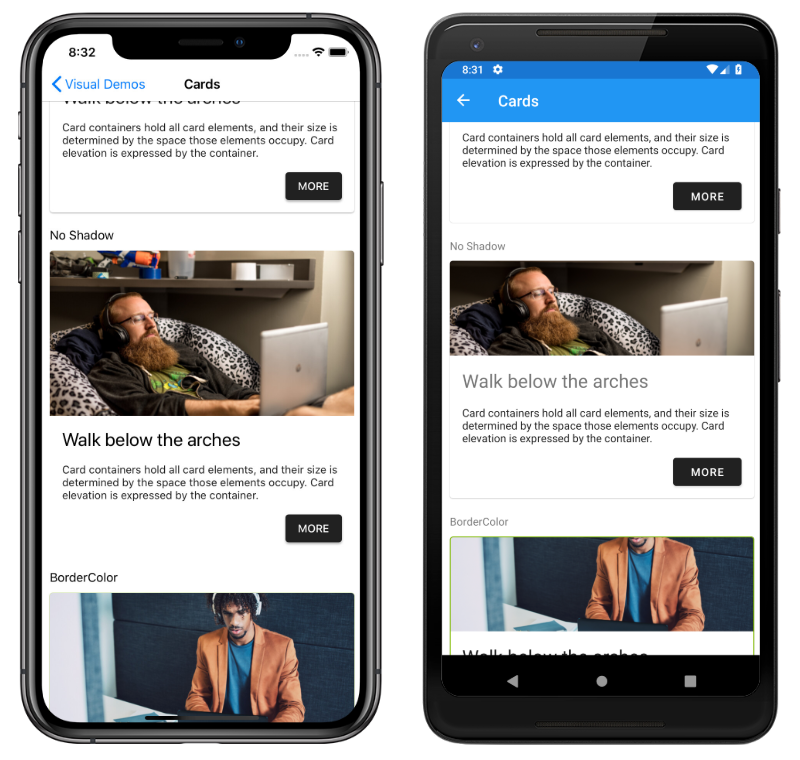 8:32
Visual Demos
Cards
Walk below the arches
Card containers hold all card elements, and their size is
determined by the space those elements occupy. Card
elevation is expressed by the container.
MORE
No Shadow
Walk below the arches
Card containers hold all card elements, and their size is
determined by the space those elements occupy. Card
elevation is expressed by the container.
MORE
BorderColor
8:31
Cards
Card containers hold all card elements, and their size is
determined by the space those elements occupy. Card
elevation is expressed by the container.
MORE
No Shadow
Walk below the arches
Card containers hold all card elements, and their size is
determined by the space those elements occupy. Card
elevation is expressed by the container.
MORE
BorderColor
Walk below the arches